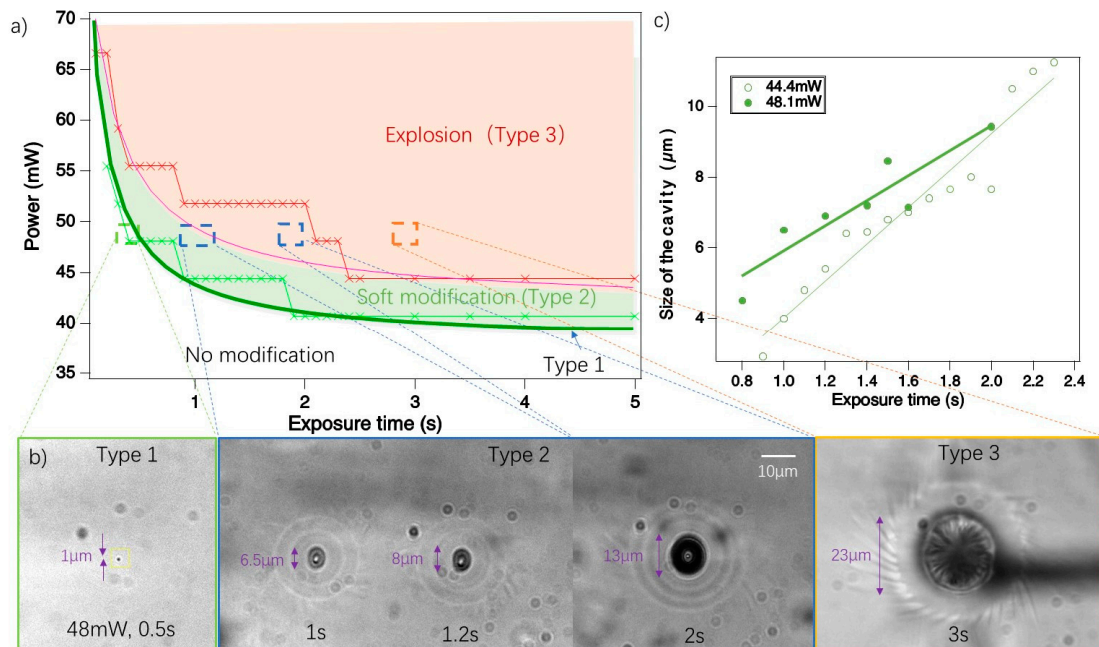 a)
70
65
60
55
50
45
40
35
Power (mW)
Explosion（Type 3）
Soft modification (Type 2)
No modification
Type 1
1
2
3
4
5
Exposure time (s)
c)
44.4mW
48.1mW
10
8
6
4
Size of the cavity (μm)
0.8
1.0
1.2
1.4
1.6
1.8
2.0
2.2
2.4
Exposure time (s)
b)
Type 1
1μm
48mW, 0.5s
Type 2
10μm
6.5μm
8μm
13μm
1s
1.2s
2s
Type 3
23μm
3s